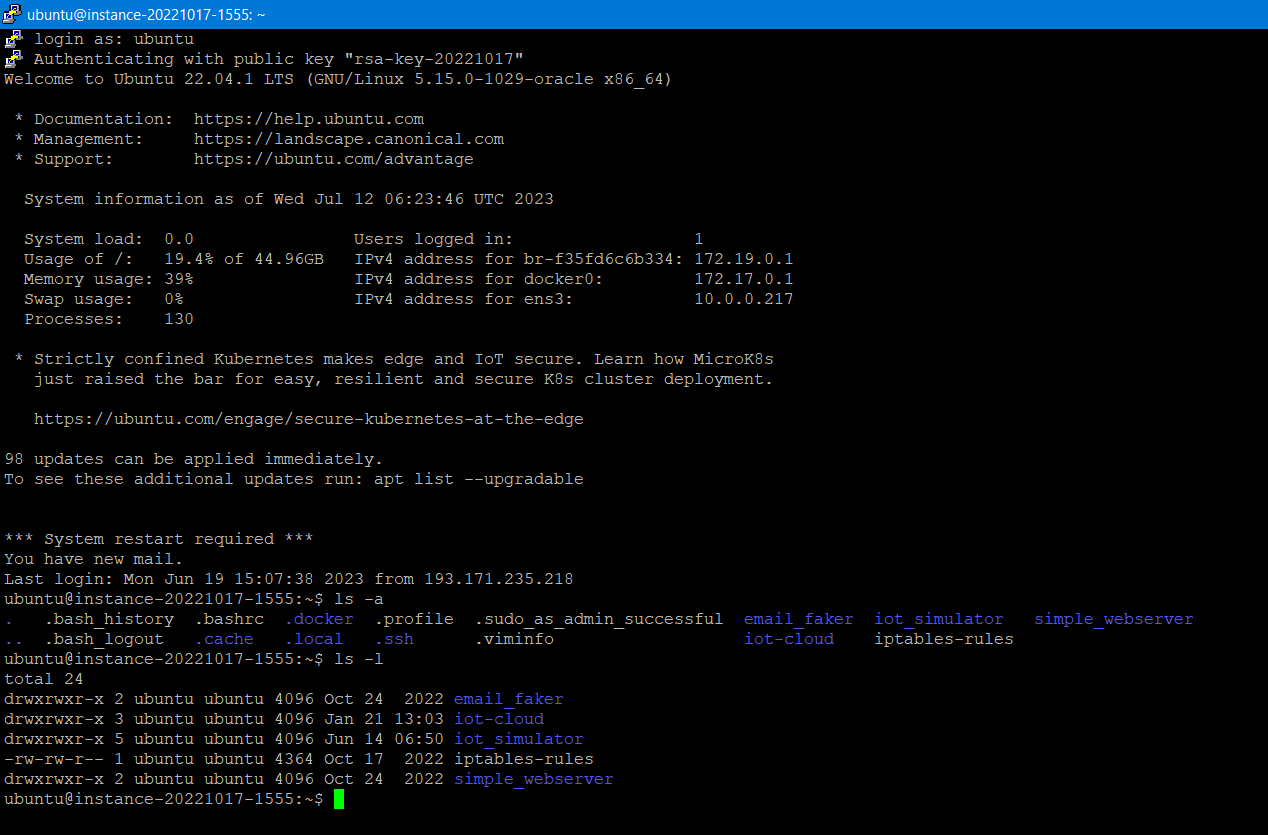 ubuntu@instance-20221017-1555: ~
login as: ubuntu
Authenticating with public key "rsa-key-20221017"
Welcome to Ubuntu 22.04.1 LTS (GNU/Linux 5.15.0-1029-oracle x86_64)
 * Documentation:  https://help.ubuntu.com
 * Management:     https://landscape.canonical.com
 * Support:        https://ubuntu.com/advantage
  System information as of Wed Jul 12 06:23:46 UTC 2023
  System load:  0.0                Users logged in:                  1
  Usage of /:   19.4% of 44.96GB   IPv4 address for br-f35fd6c6b334: 172.19.0.1
  Memory usage: 39%                IPv4 address for docker0:         172.17.0.1
  Swap usage:   0%                 IPv4 address for ens3:            10.0.0.217
  Processes:    130
 * Strictly confined Kubernetes makes edge and IoT secure. Learn how MicroK8s
   just raised the bar for easy, resilient and secure K8s cluster deployment.
   https://ubuntu.com/engage/secure-kubernetes-at-the-edge
98 updates can be applied immediately.
To see these additional updates run: apt list --upgradable
*** System restart required ***
You have new mail.
Last login: Mon Jun 19 15:07:38 2023 from 193.171.235.218
ubuntu@instance-20221017-1555:~$ ls -a
.   .bash_history  .bashrc  .docker  .profile  .sudo_as_admin_successful  email_faker  iot_simulator   simple_webserver
..  .bash_logout   .cache   .local   .ssh      .viminfo                   iot-cloud    iptables-rules
ubuntu@instance-20221017-1555:~$ ls -l
total 24
drwxrwxr-x 2 ubuntu ubuntu 4096 Oct 24  2022 email_faker
drwxrwxr-x 3 ubuntu ubuntu 4096 Jan 21 13:03 iot-cloud
drwxrwxr-x 5 ubuntu ubuntu 4096 Jun 14 06:50 iot_simulator
-rw-rw-r-- 1 ubuntu ubuntu 4364 Oct 17  2022 iptables-rules
drwxrwxr-x 2 ubuntu ubuntu 4096 Oct 24  2022 simple_webserver
ubuntu@instance-20221017-1555:~$